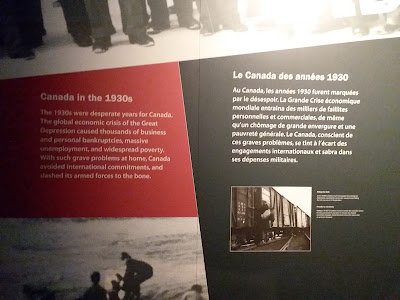 Canada in the 1930s
The 1930s were desperate years for Canada.
The global economic crisis of the Great
Depression caused thousands of business
and personal bankruptcies, massive
unemployment, and widespread poverty.
With such grave problems at home, Canada
avoided international commitments, and
slashed its armed forces to the bone.
Le Canada des années 1930
Au Canada, les années 1930 furent marquées
par le désespoir. La Grande Crise économique
mondiale entraîna des milliers de faillites
personnelles et commerciales, de même
qu'un chômage de grande envergure et une
pauvreté générale. Le Canada, conscient de
ces graves problèmes, se tint à l'écart des
engagements internationaux et sabra dans
ses dépenses militaires.